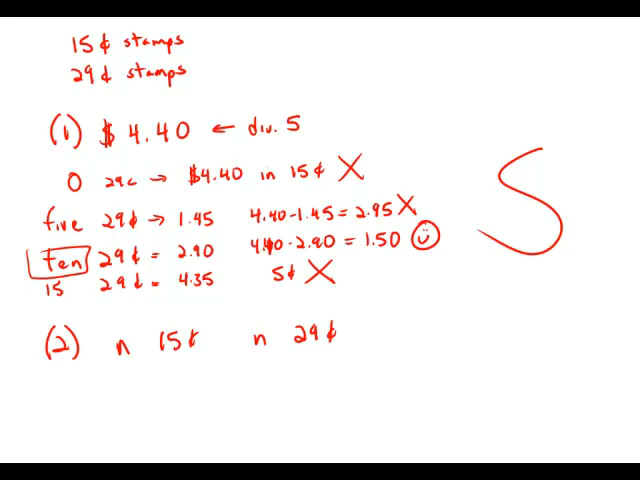 15¢ stamps
29¢ stamps
(1) $4.40 ← div. 5
0 29¢ → $4.40 in 15¢ X
five 29¢ → 1.45 4.40-1.45 = 2.95 X
ten 29¢ = 2.90 4.40-2.90 = 1.50
15 29¢ = 4.35 5¢ X
(2) n 15¢ n 29¢
S